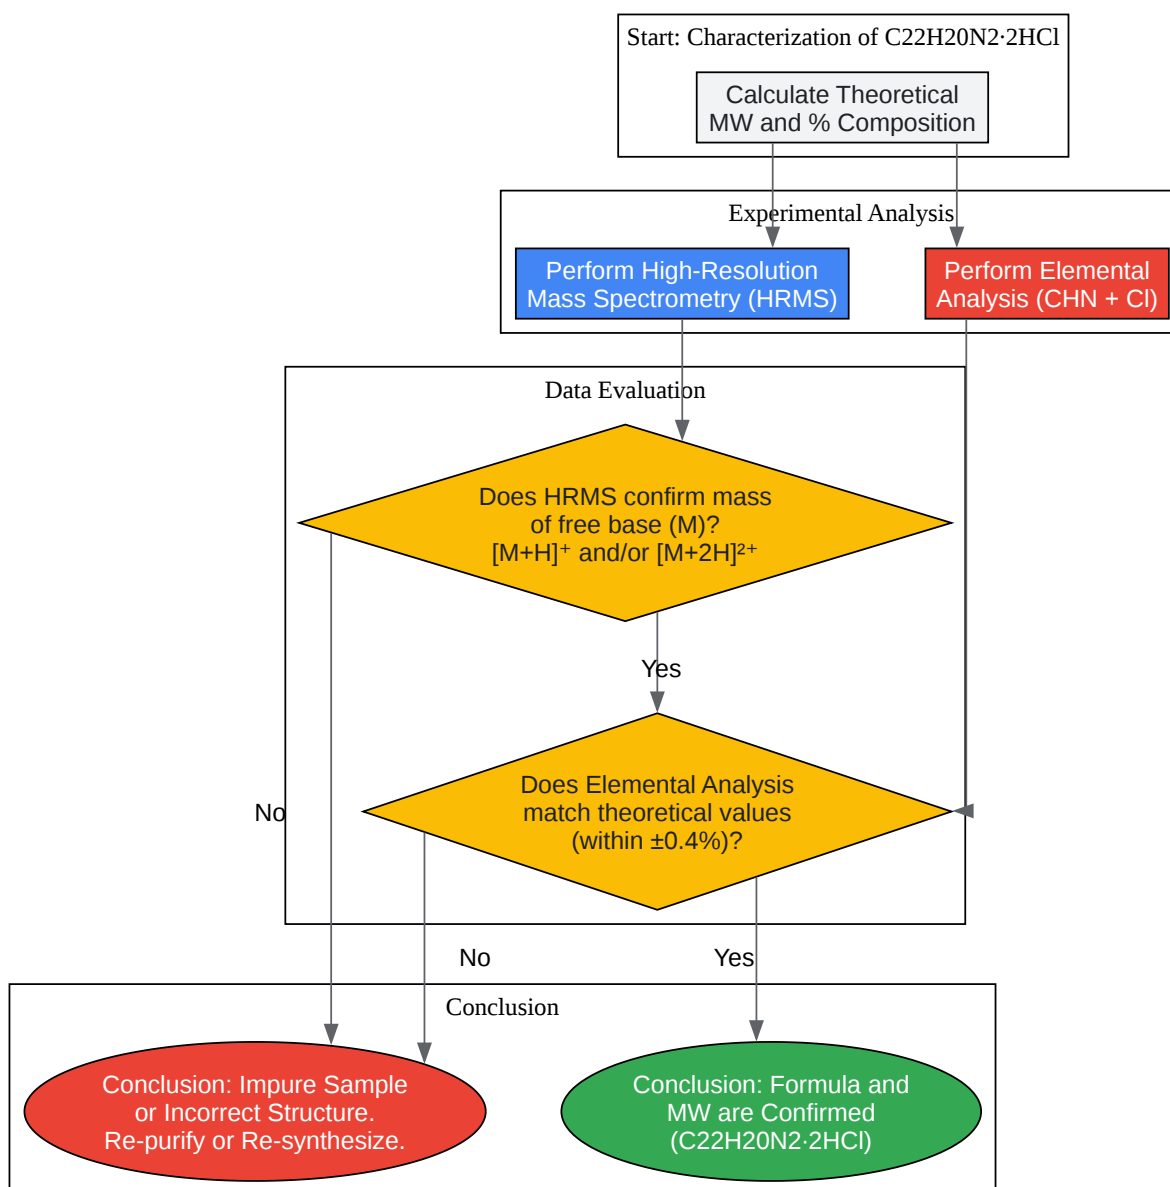 Start: Characterization of C22H20N2·2HCl
Calculate Theoretical
MW and % Composition
Experimental Analysis
Perform High-Resolution
Mass Spectrometry (HRMS)
Perform Elemental
Analysis (CHN + Cl)
Data Evaluation
Does HRMS confirm mass
of free base (M)?
[M+H]⁺ and/or [M+2H]²⁺
Yes
Does Elemental Analysis
match theoretical values
(within ±0.4%)?
No
No
Yes
Conclusion
Conclusion: Impure Sample
or Incorrect Structure.
Re-purify or Re-synthesize.
Conclusion: Formula and
MW are Confirmed
(C22H20N2·2HCl)